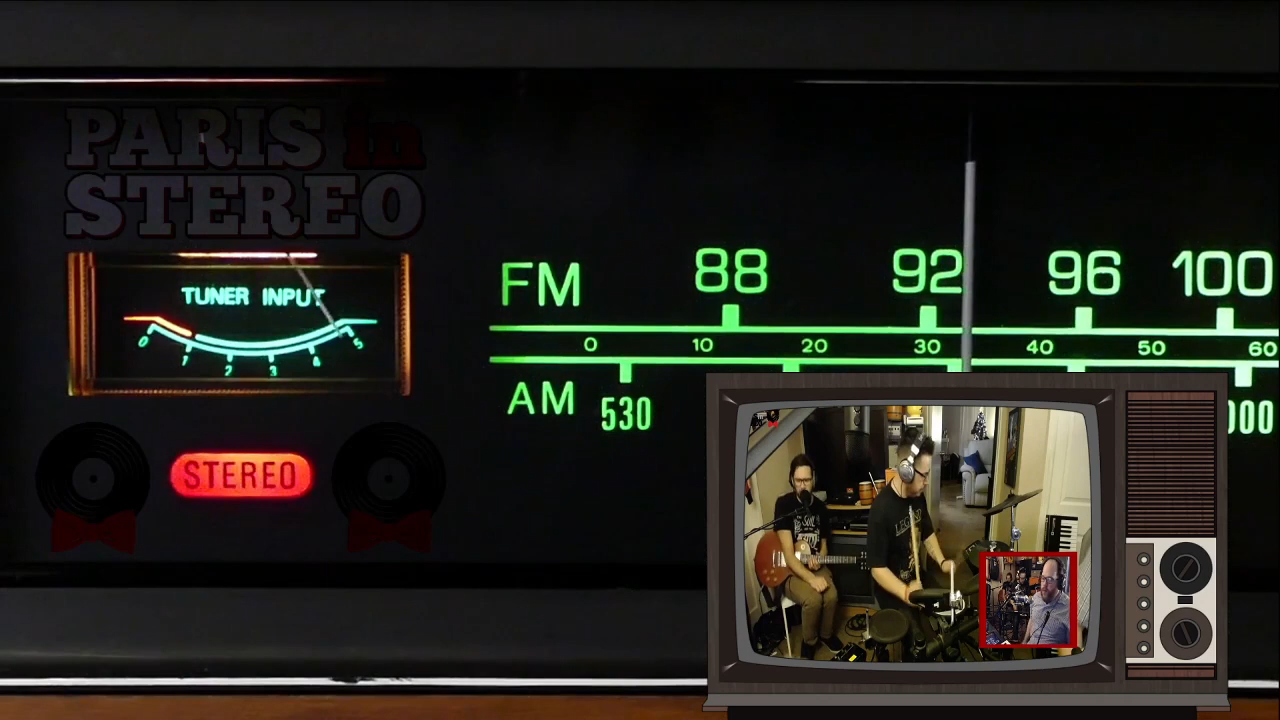 PARIS in
STEREO
TUNER INPUT
0 1 2 3 4 5
STEREO
FM 88 92 96 100
0 10 20 30 40 50 60
AM 530
LEGEND